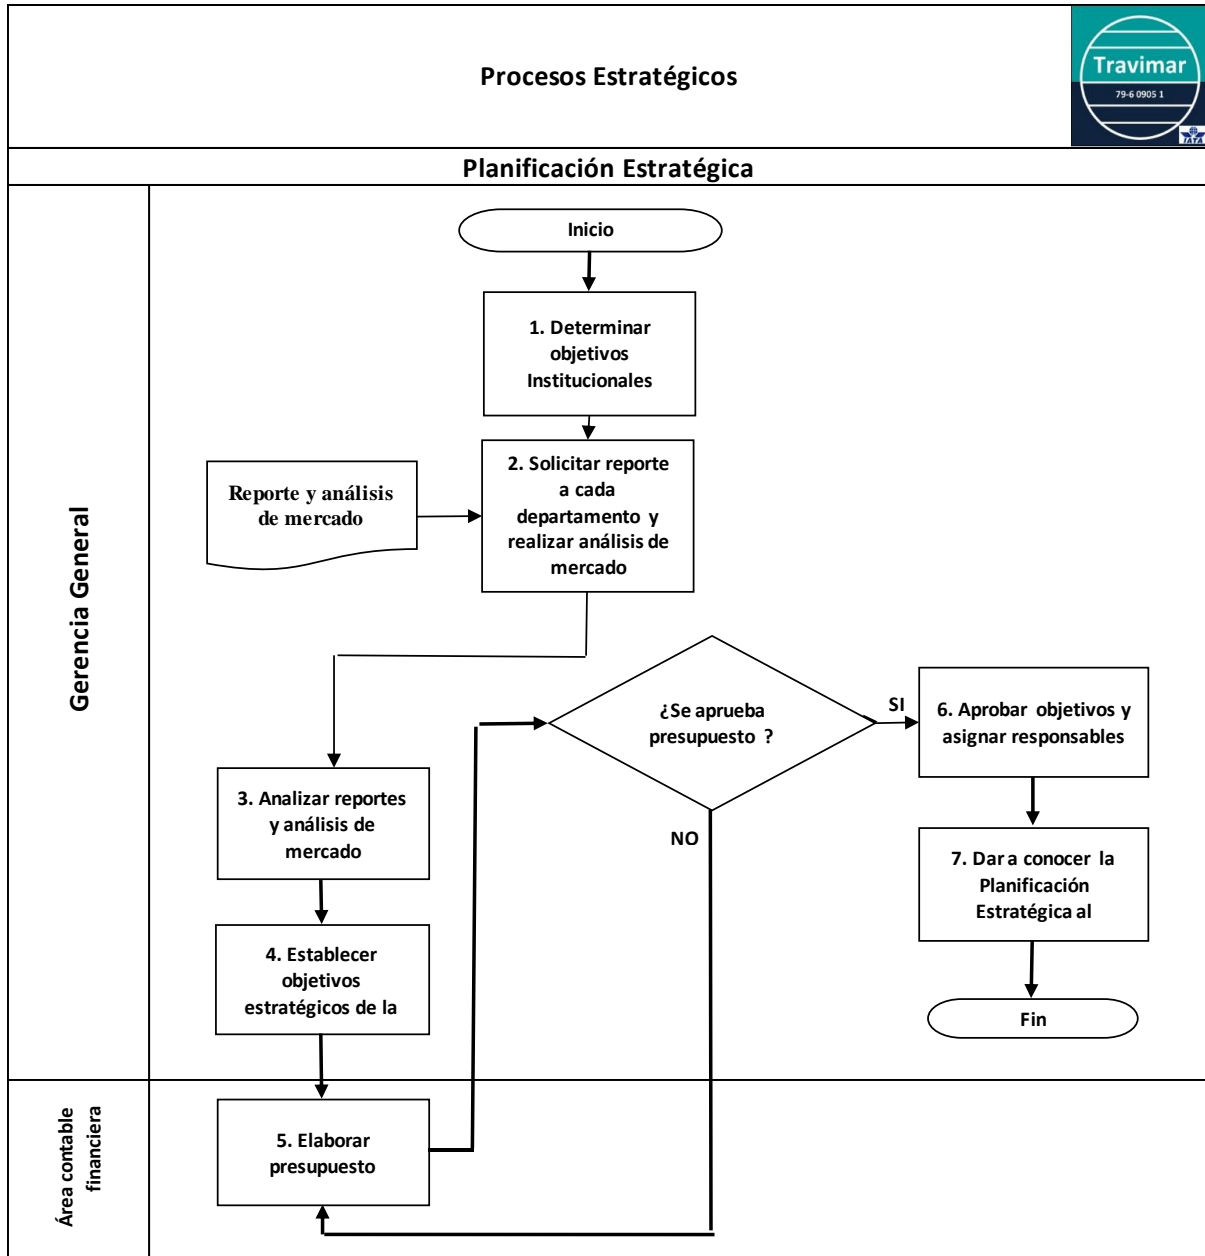 Procesos Estratégicos
Travimar
79-6 0905 1
IATA
Planificación Estratégica
Gerencia General
Inicio
1. Determinar
objetivos
Institucionales
2. Solicitar reporte
a cada
departamento y
realizar análisis de
mercado
Reporte y análisis
de mercado
¿Se aprueba
presupuesto ?
SI
NO
6. Aprobar objetivos y
asignar responsables
3. Analizar reportes
y análisis de
mercado
7. Dar a conocer la
Planificación
Estratégica al
4. Establecer
objetivos
estratégicos de la
Fin
Área contable
financiera
5. Elaborar
presupuesto